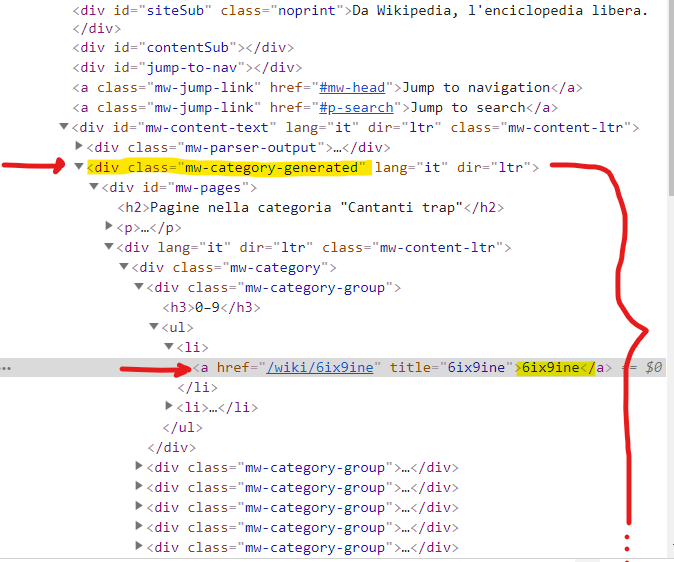 <div id="siteSub" class="noprint">Da Wikipedia, l'enciclopedia libera.
</div>
<div id="contentSub"></div>
<div id="jump-to-nav"></div>
<a class="mw-jump-link" href="#mw-head">Jump to navigation</a>
<a class="mw-jump-link" href="#p-search">Jump to search</a>
▼<div id="mw-content-text" lang="it" dir="ltr" class="mw-content-ltr">
▶<div class="mw-parser-output">…</div>
▼<div class="mw-category-generated" lang="it" dir="ltr">
▼<div id="mw-pages">
<h2>Pagine nella categoria "Cantanti trap"</h2>
▶<p>…</p>
▼<div lang="it" dir="ltr" class="mw-content-ltr">
▼<div class="mw-category">
▼<div class="mw-category-group">
<h3>0–9</h3>
▼<ul>
▼<li>
… <a href="/wiki/6ix9ine" title="6ix9ine">6ix9ine</a> == $0
</li>
▶<li>…</li>
</ul>
</div>
▶<div class="mw-category-group">…</div>
▶<div class="mw-category-group">…</div>
▶<div class="mw-category-group">…</div>
▶<div class="mw-category-group">…</div>
▶<div class="mw-category-group">…</div>